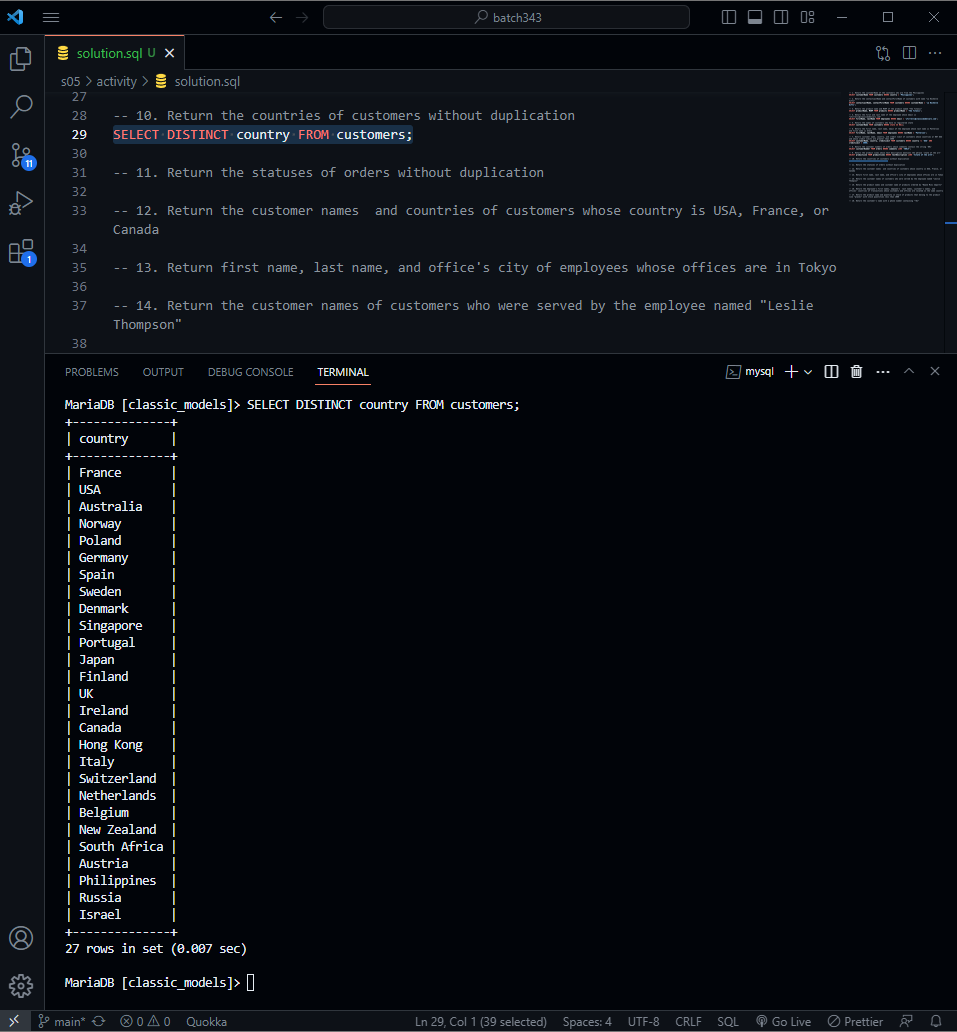 batch343
solution.sql U
s05 > activity > solution.sql
27
28 -- 10. Return the countries of customers without duplication
29 SELECT DISTINCT country FROM customers;
30
31 -- 11. Return the statuses of orders without duplication
32
33 -- 12. Return the customer names  and countries of customers whose country is USA, France, or
Canada
34
35 -- 13. Return first name, last name, and office's city of employees whose offices are in Tokyo
36
37 -- 14. Return the customer names of customers who were served by the employee named "Leslie
Thompson"
38
11
1
PROBLEMS OUTPUT DEBUG CONSOLE TERMINAL
mysql
MariaDB [classic_models]> SELECT DISTINCT country FROM customers;
+--------------+
| country      |
+--------------+
| France       |
| USA          |
| Australia    |
| Norway       |
| Poland       |
| Germany      |
| Spain        |
| Sweden       |
| Denmark      |
| Singapore    |
| Portugal     |
| Japan        |
| Finland      |
| UK           |
| Ireland      |
| Canada       |
| Hong Kong    |
| Italy        |
| Switzerland  |
| Netherlands  |
| Belgium      |
| New Zealand  |
| South Africa |
| Austria      |
| Philippines  |
| Russia       |
| Israel       |
+--------------+
27 rows in set (0.007 sec)
MariaDB [classic_models]>
main* 0 0 Quokka Ln 29, Col 1 (39 selected) Spaces: 4 UTF-8 CRLF SQL Go Live Prettier